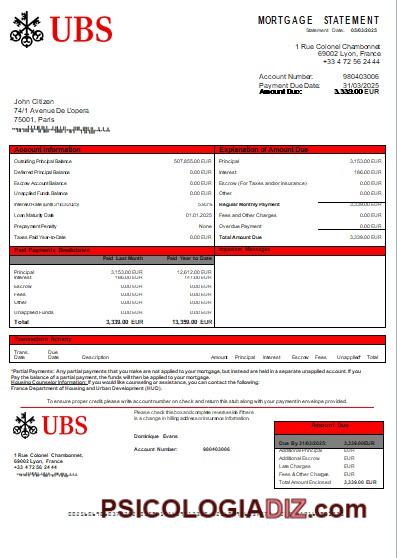 UBS
MORTGAGE STATEMENT
Statement Date: 03/03/2025
1 Rue Colonel Chambonnet
69002 Lyon, France
+33 4 72 56 24 44
Account Number: 980403006
Payment Due Date: 31/03/2025
Amount Due: 3,339.00 EUR
John Citizen
74/1 Avenue De L'opera
75001, Paris
Account Information
Outstanding Principal Balance 507,855.00 EUR
Deferred Principal Balance 0.00 EUR
Escrow Account Balance 0.00 EUR
Unapplied Funds Balance 0.00 EUR
Loan Maturity Date 01.01.2025
Prepayment Penalty None
Taxes Paid Year-to-Date 0.00 EUR
Explanation of Amount Due
Principal 3,153.00 EUR
Interest 186.00 EUR
Escrow (For Taxes and/or Insurance) 0.00 EUR
Other 0.00 EUR
Regular Monthly Payment 3,339.00 EUR
Fees and Other Charges 0.00 EUR
Overdue Payment 0.00 EUR
Total Amount Due 3,339.00 EUR
Past Payments Breakdown
Paid Last Month Paid Year to Date
Principal 3,153.00 EUR 12,612.00 EUR
Interest 186.00 EUR
Escrow 0.00 EUR 0.00 EUR
Fees 0.00 EUR 0.00 EUR
Other 0.00 EUR 0.00 EUR
Unapplied Funds 0.00 EUR 0.00 EUR
Total 3,339.00 EUR 13,359.00 EUR
Important Messages
Transaction Activity
Trans. Date Due Date Description Amount Principal Interest Escrow Fees Unapplied* Total
*Partial Payments: Any partial payments that you make are not applied to your mortgage, but instead are held in a separate unapplied account. If you
Pay the balance of a partial payment, the funds will then be applied to your mortgage.
Housing Counselor Information: If you would like counseling or assistance, you can contact the following:
France Department of Housing and Urban Development (HUD).
To ensure proper credit please write account number on check and return this stub along with your payment in envelope provided.
UBS
1 Rue Colonel Chambonnet,
69002 Lyon, France
+33 4 72 56 24 44
Please check this box and complete reverse side if there
is a change in billing address or insurance information.
Dominique Evans
Account Number: 980403006
Amount Due
Due By 31/03/2025: 3,339.00 EUR
Additional Principal EUR
Additional Escrow EUR
Late Charges EUR
Fees & Other Charges EUR
Total Amount Enclosed 3,339.00 EUR
PSICOLOGIADIZ.com